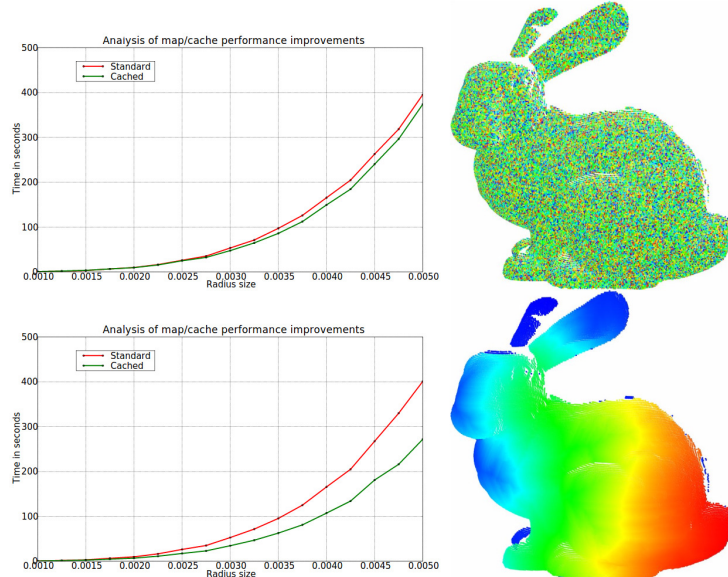 Analysis of map/cache performance improvements
500
400
300
200
100
0
Time in seconds
Standard
Cached
0.0010 0.0015 0.0020 0.0025 0.0030 0.0035 0.0040 0.0045 0.0050
Radius size
Analysis of map/cache performance improvements
500
400
300
200
100
0
Time in seconds
Standard
Cached
0.0010 0.0015 0.0020 0.0025 0.0030 0.0035 0.0040 0.0045 0.0050
Radius size